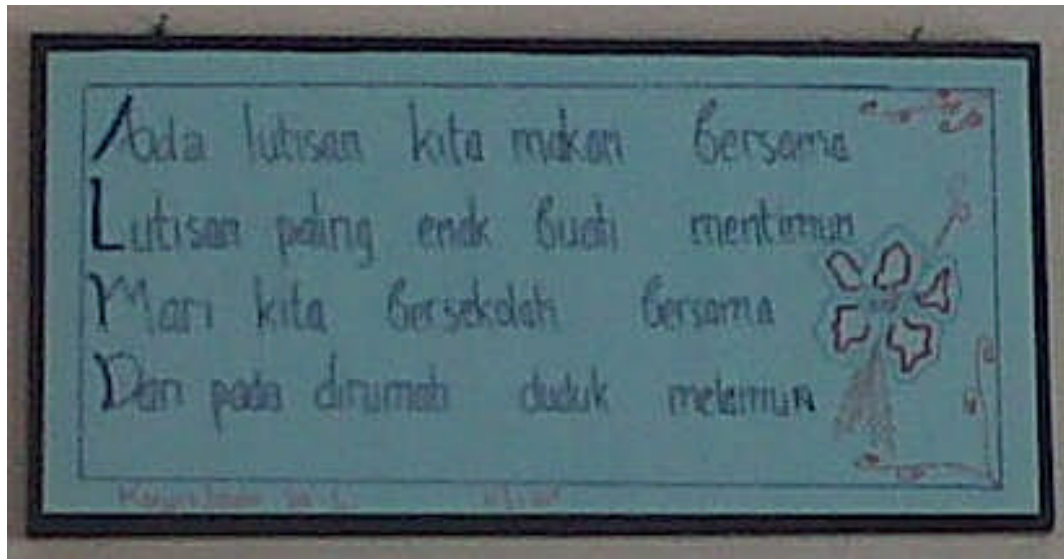 Ada lutisan kita makan Bersama
Lutisan paling enak Buah mentimun
Mari kita Bersekolah Bersama
Dari pada dirumah duduk melamun